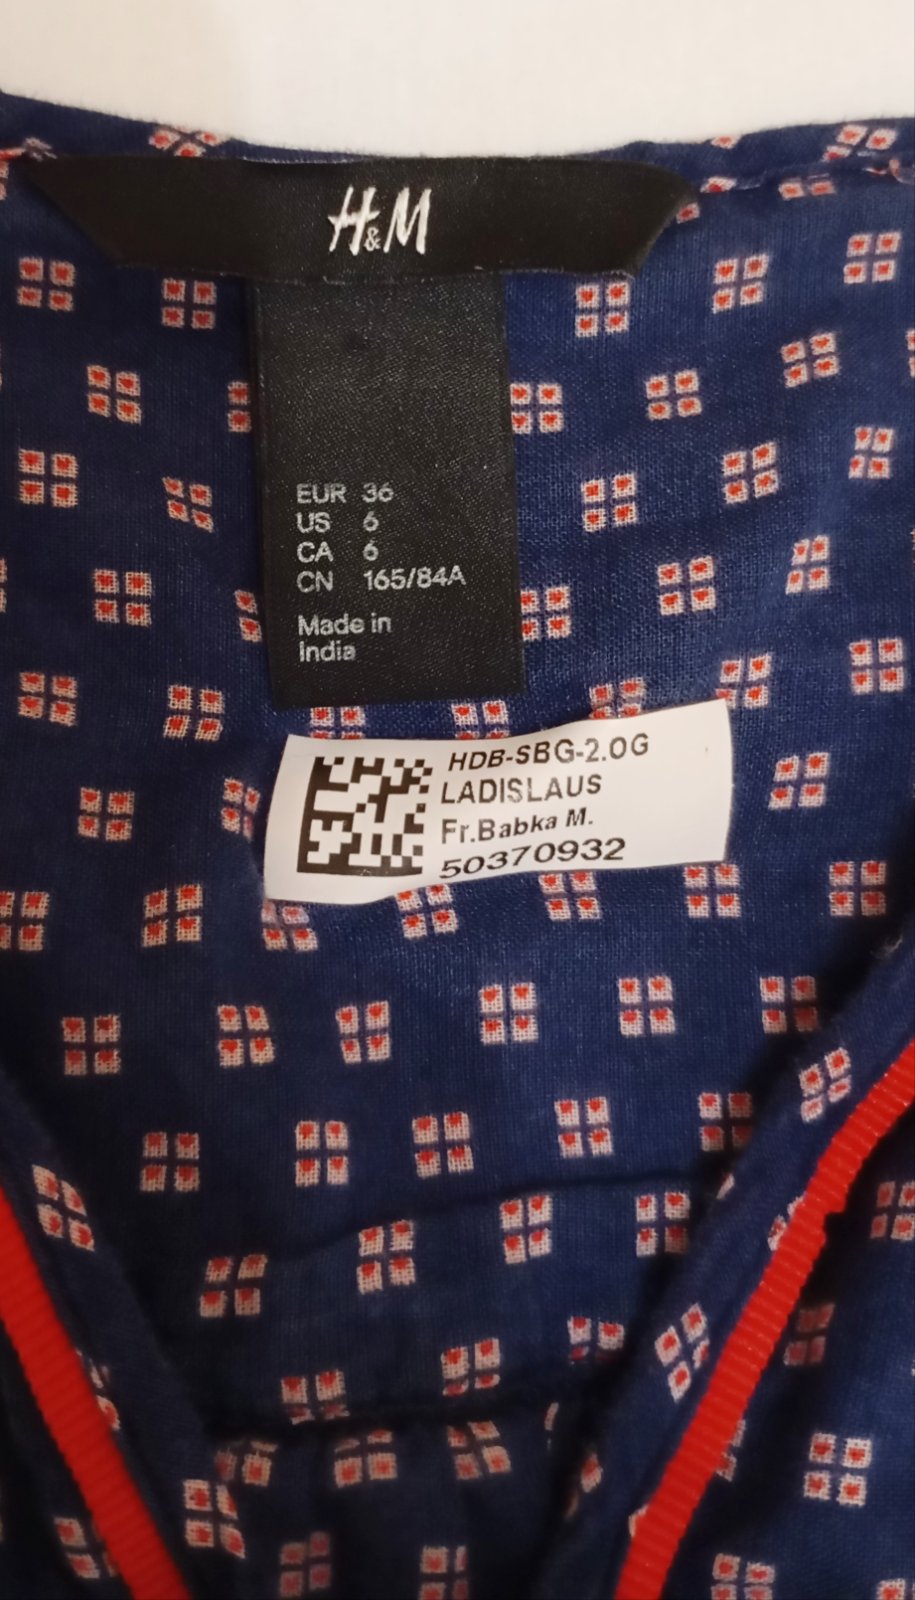 H&M
EUR 36
US 6
CA 6
CN 165/84A
Made in
India
HDB-SBG-2.0G
LADISLAUS
Fr.Babka M.
50370932